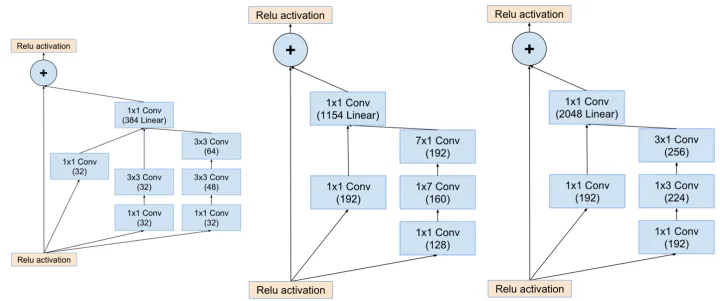 Relu activation
+
1x1 Conv
(384 Linear)
1x1 Conv
(32)
3x3 Conv
(32)
1x1 Conv
(32)
3x3 Conv
(64)
3x3 Conv
(48)
1x1 Conv
(32)
Relu activation
Relu activation
+
1x1 Conv
(1154 Linear)
1x1 Conv
(192)
7x1 Conv
(192)
1x7 Conv
(160)
1x1 Conv
(128)
Relu activation
Relu activation
+
1x1 Conv
(2048 Linear)
1x1 Conv
(192)
3x1 Conv
(256)
1x3 Conv
(224)
1x1 Conv
(192)
Relu activation